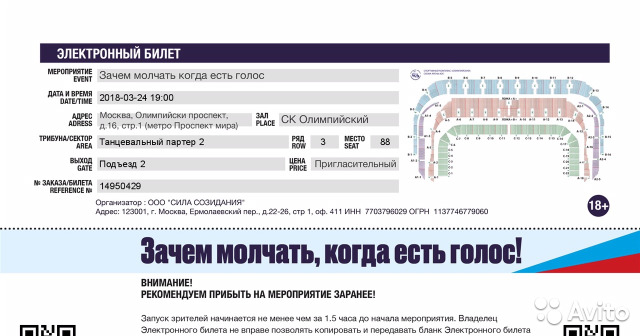 ЭЛЕКТРОННЫЙ БИЛЕТ
МЕРОПРИЯТИЕ
EVENT
Зачем молчать когда есть голос
ДАТА И ВРЕМЯ
DATE/TIME
2018-03-24 19:00
АДРЕС
ADRESS
Москва, Олимпийски проспект,
д.16, стр.1 (метро Проспект мира)
ЗАЛ
PLACE
СК Олимпийский
ТРИБУНА/СЕКТОР
AREA
Танцевальный партер 2
РЯД
ROW
3
МЕСТО
SEAT
88
ВЫХОД
GATE
Подъезд 2
ЦЕНА
PRICE
Пригласительный
№ ЗАКАЗА/БИЛЕТА
REFERENCE №
14950429
18+
Организатор : ООО "СИЛА СОЗИДАНИЯ"
Адрес: 123001, г. Москва, Ермолаевский пер., д.22-26, стр 1, оф. 411 ИНН 7703796029 ОГРН 1137746779060
Зачем молчать, когда есть голос!
ВНИМАНИЕ!
РЕКОМЕНДУЕМ ПРИБЫТЬ НА МЕРОПРИЯТИЕ ЗАРАНЕЕ!
Запуск зрителей начинается не менее чем за 1.5 часа до начала мероприятия. Владелец
Электронного билета не вправе позволять копировать и передавать бланк Электронного билета
Avito